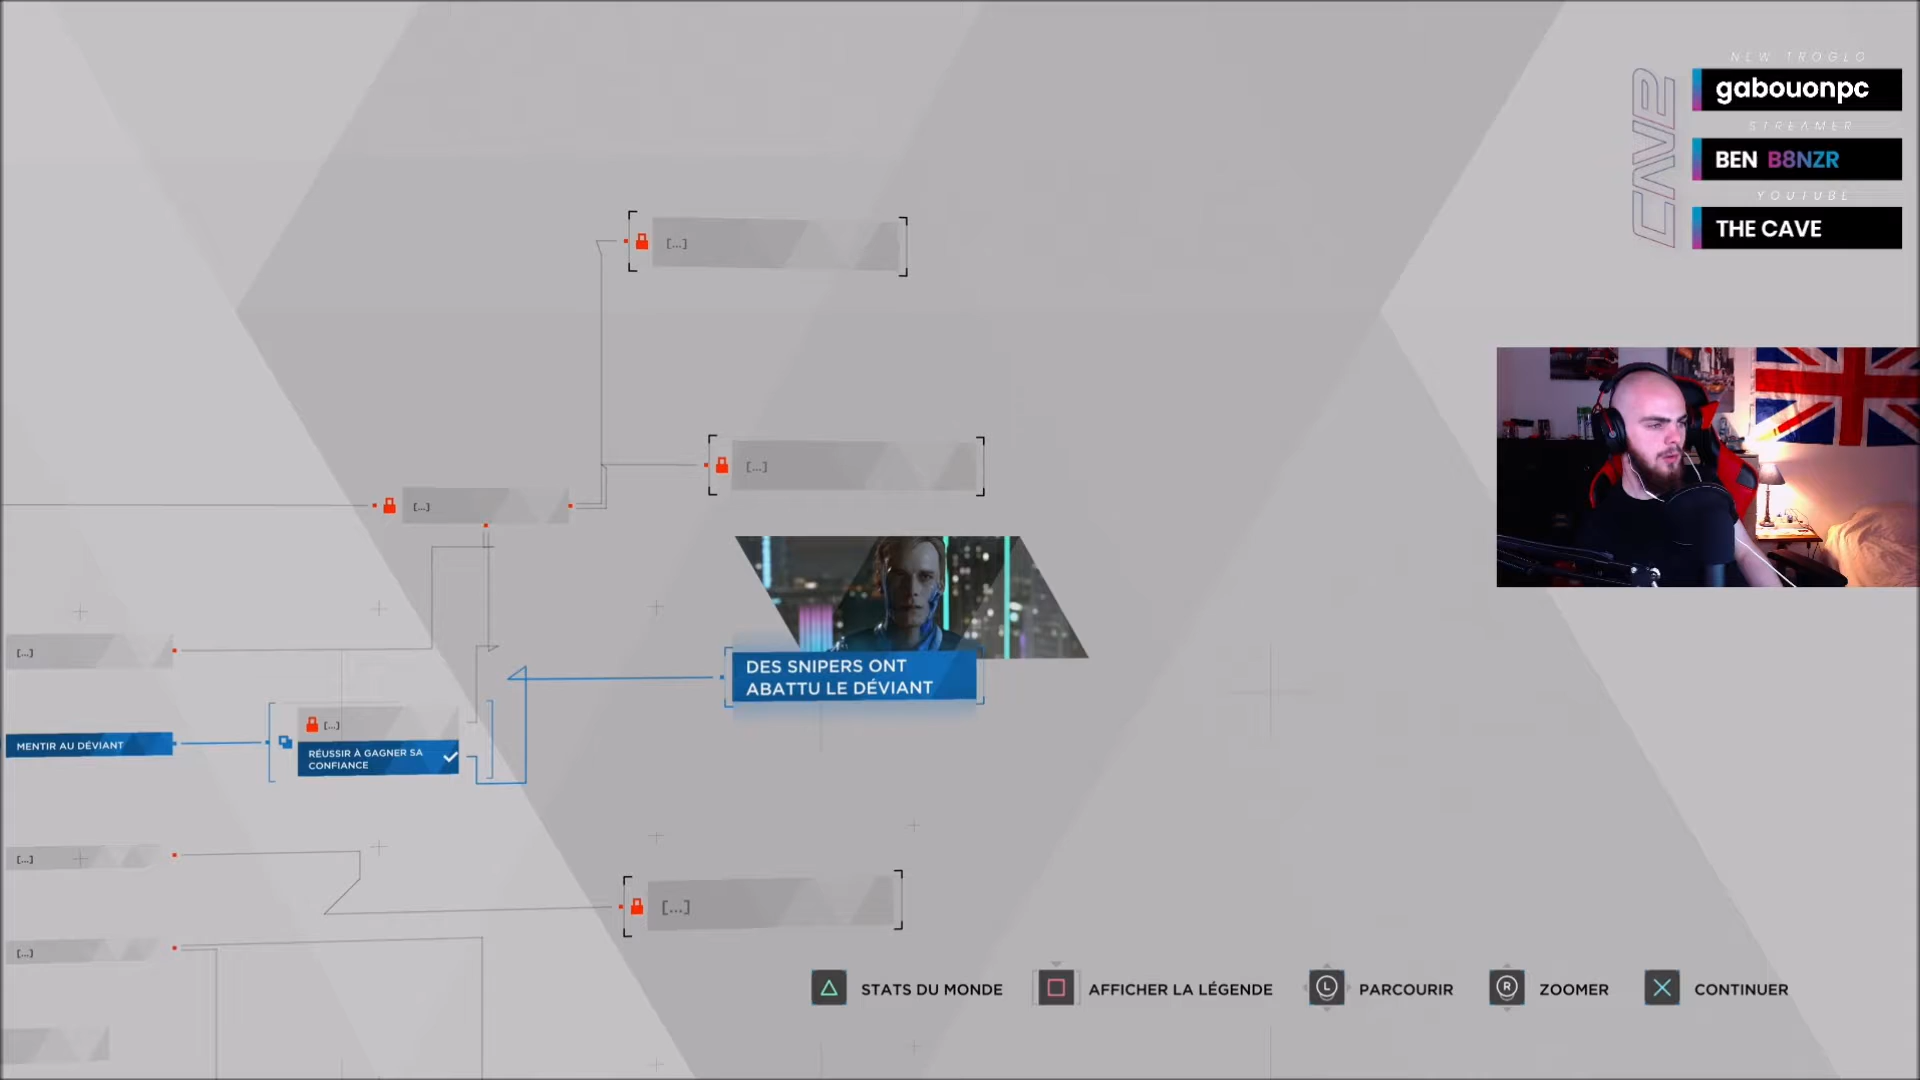 NEW TROGLO
gabouonpc
STREAMER
BEN B8NZR
YOUTUBE
THE CAVE
CAVE
[...]
[...]
[...]
DES SNIPERS ONT
ABATTU LE DÉVIANT
[...]
[...]
MENTIR AU DÉVIANT
RÉUSSIR À GAGNER SA
CONFIANCE
[...]
[...]
[...]
STATS DU MONDE
AFFICHER LA LÉGENDE
L
PARCOURIR
R
ZOOMER
CONTINUER